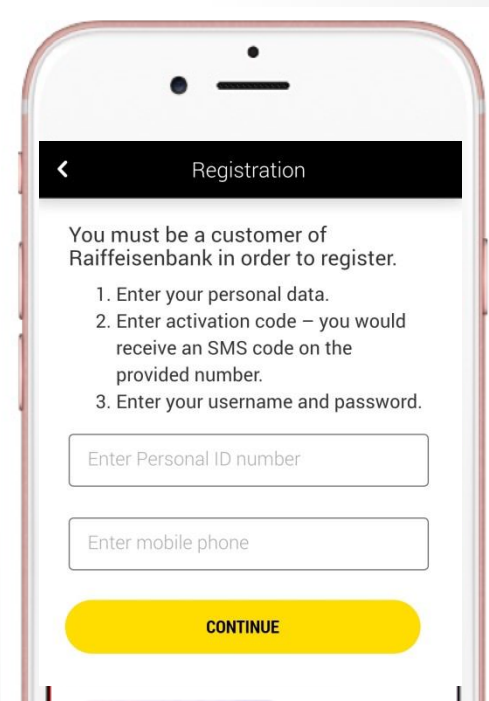 Registration
You must be a customer of
Raiffeisenbank in order to register.
1. Enter your personal data.
2. Enter activation code – you would
receive an SMS code on the
provided number.
3. Enter your username and password.
Enter Personal ID number
Enter mobile phone
CONTINUE